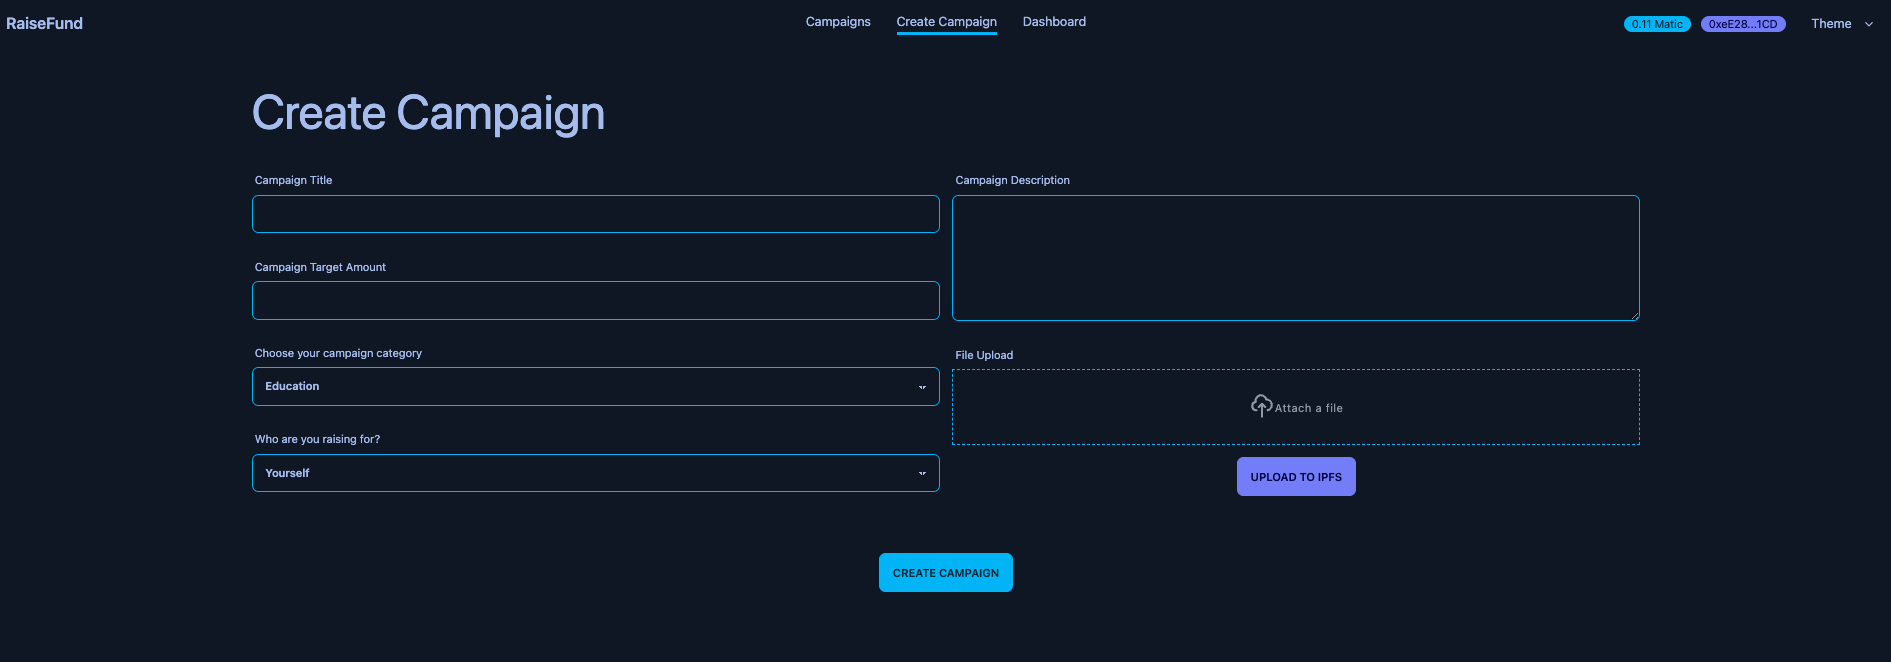 RaiseFund
Campaigns
Create Campaign
Dashboard
0.11 Matic
0xeE28...1CD
Theme
Create Campaign
Campaign Title
Campaign Target Amount
Choose your campaign category
Education
Who are you raising for?
Yourself
Campaign Description
File Upload
Attach a file
UPLOAD TO IPFS
CREATE CAMPAIGN